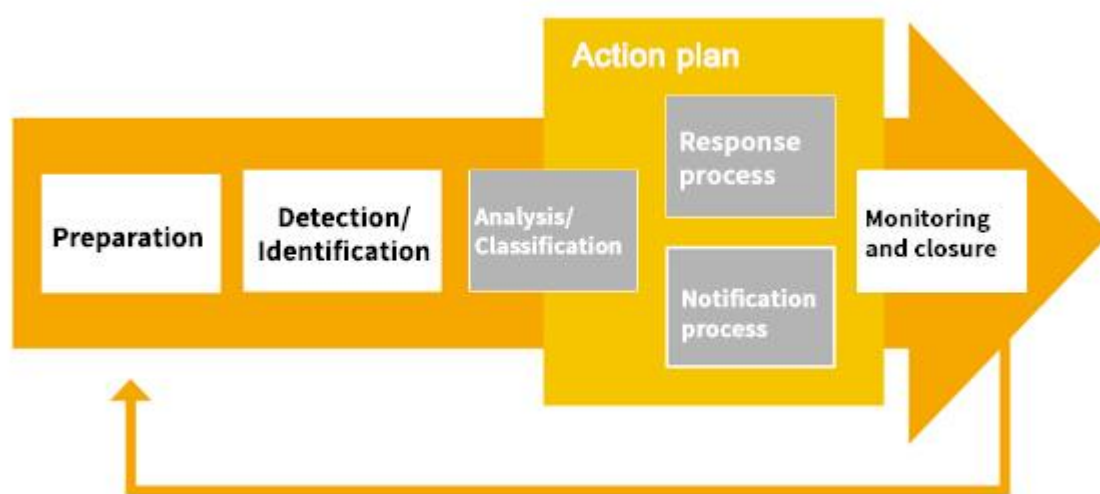 Action plan
Preparation
Detection/
Identification
Analysis/
Classification
Response
process
Notification
process
Monitoring
and closure